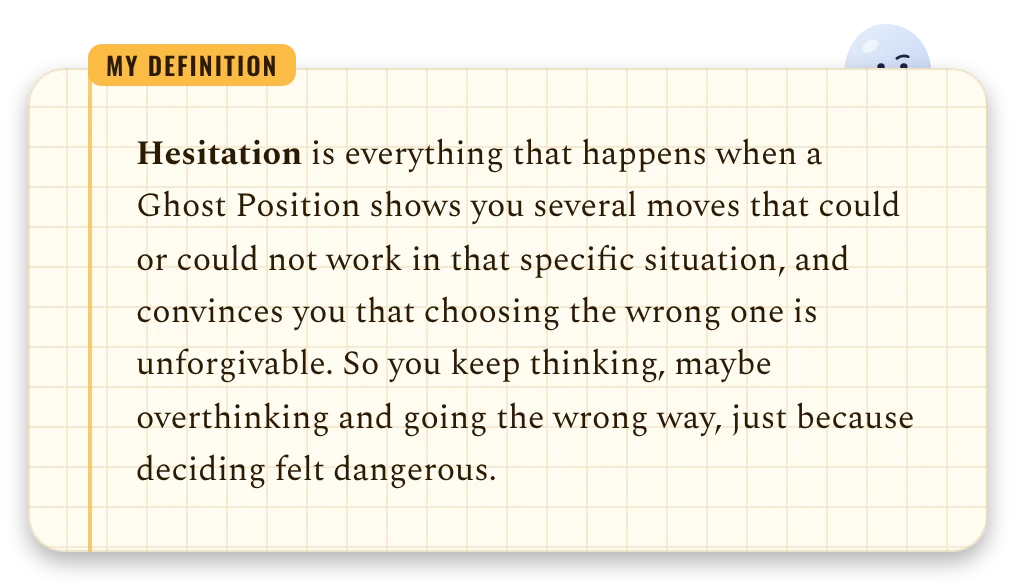 MY DEFINITION
Hesitation is everything that happens when a
Ghost Position shows you several moves that could
or could not work in that specific situation, and
convinces you that choosing the wrong one is
unforgivable. So you keep thinking, maybe
overthinking and going the wrong way, just because
deciding felt dangerous.